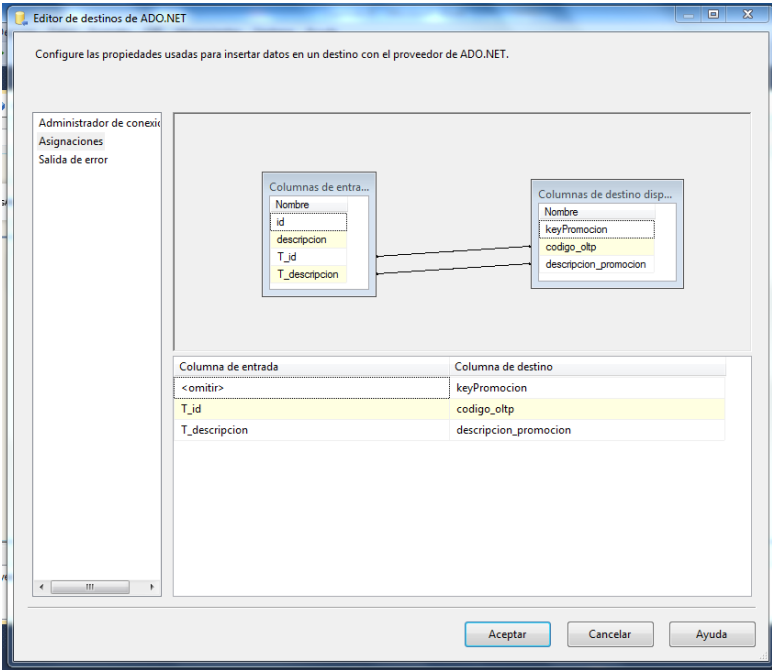 Editor de destinos de ADO.NET
Configure las propiedades usadas para insertar datos en un destino con el proveedor de ADO.NET.
Administrador de conexi
Asignaciones
Salida de error
Columnas de entra...
Nombre
id
descripcion
T_id
T_descripcion
Columnas de destino disp...
Nombre
keyPromocion
codigo_oltp
descripcion_promocion
Columna de entrada Columna de destino
<omitir> keyPromocion
T_id codigo_oltp
T_descripcion descripcion_promocion
Aceptar Cancelar Ayuda